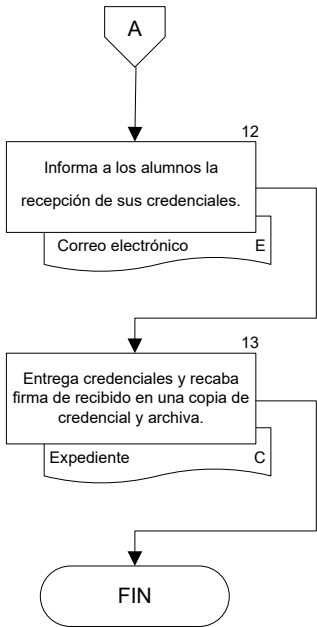 A
12
Informa a los alumnos la
recepción de sus credenciales.
Correo electrónico E
13
Entrega credenciales y recaba
firma de recibido en una copia de
credencial y archiva.
Expediente C
FIN